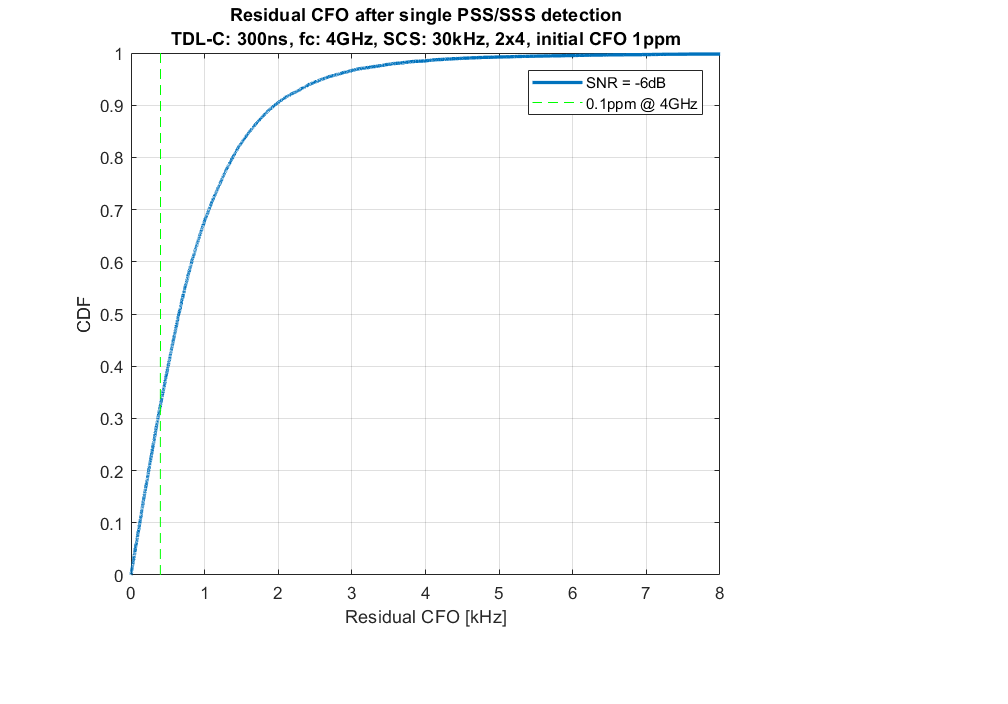 Residual CFO after single PSS/SSS detection
TDL-C: 300ns, fc: 4GHz, SCS: 30kHz, 2x4, initial CFO 1ppm
SNR = -6dB
0.1ppm @ 4GHz
CDF
1
0.9
0.8
0.7
0.6
0.5
0.4
0.3
0.2
0.1
0
0 1 2 3 4 5 6 7 8
Residual CFO [kHz]